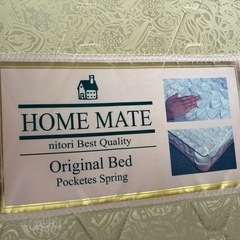 HOME MATE
nitori Best Quality
Original Bed
Pocketes Spring